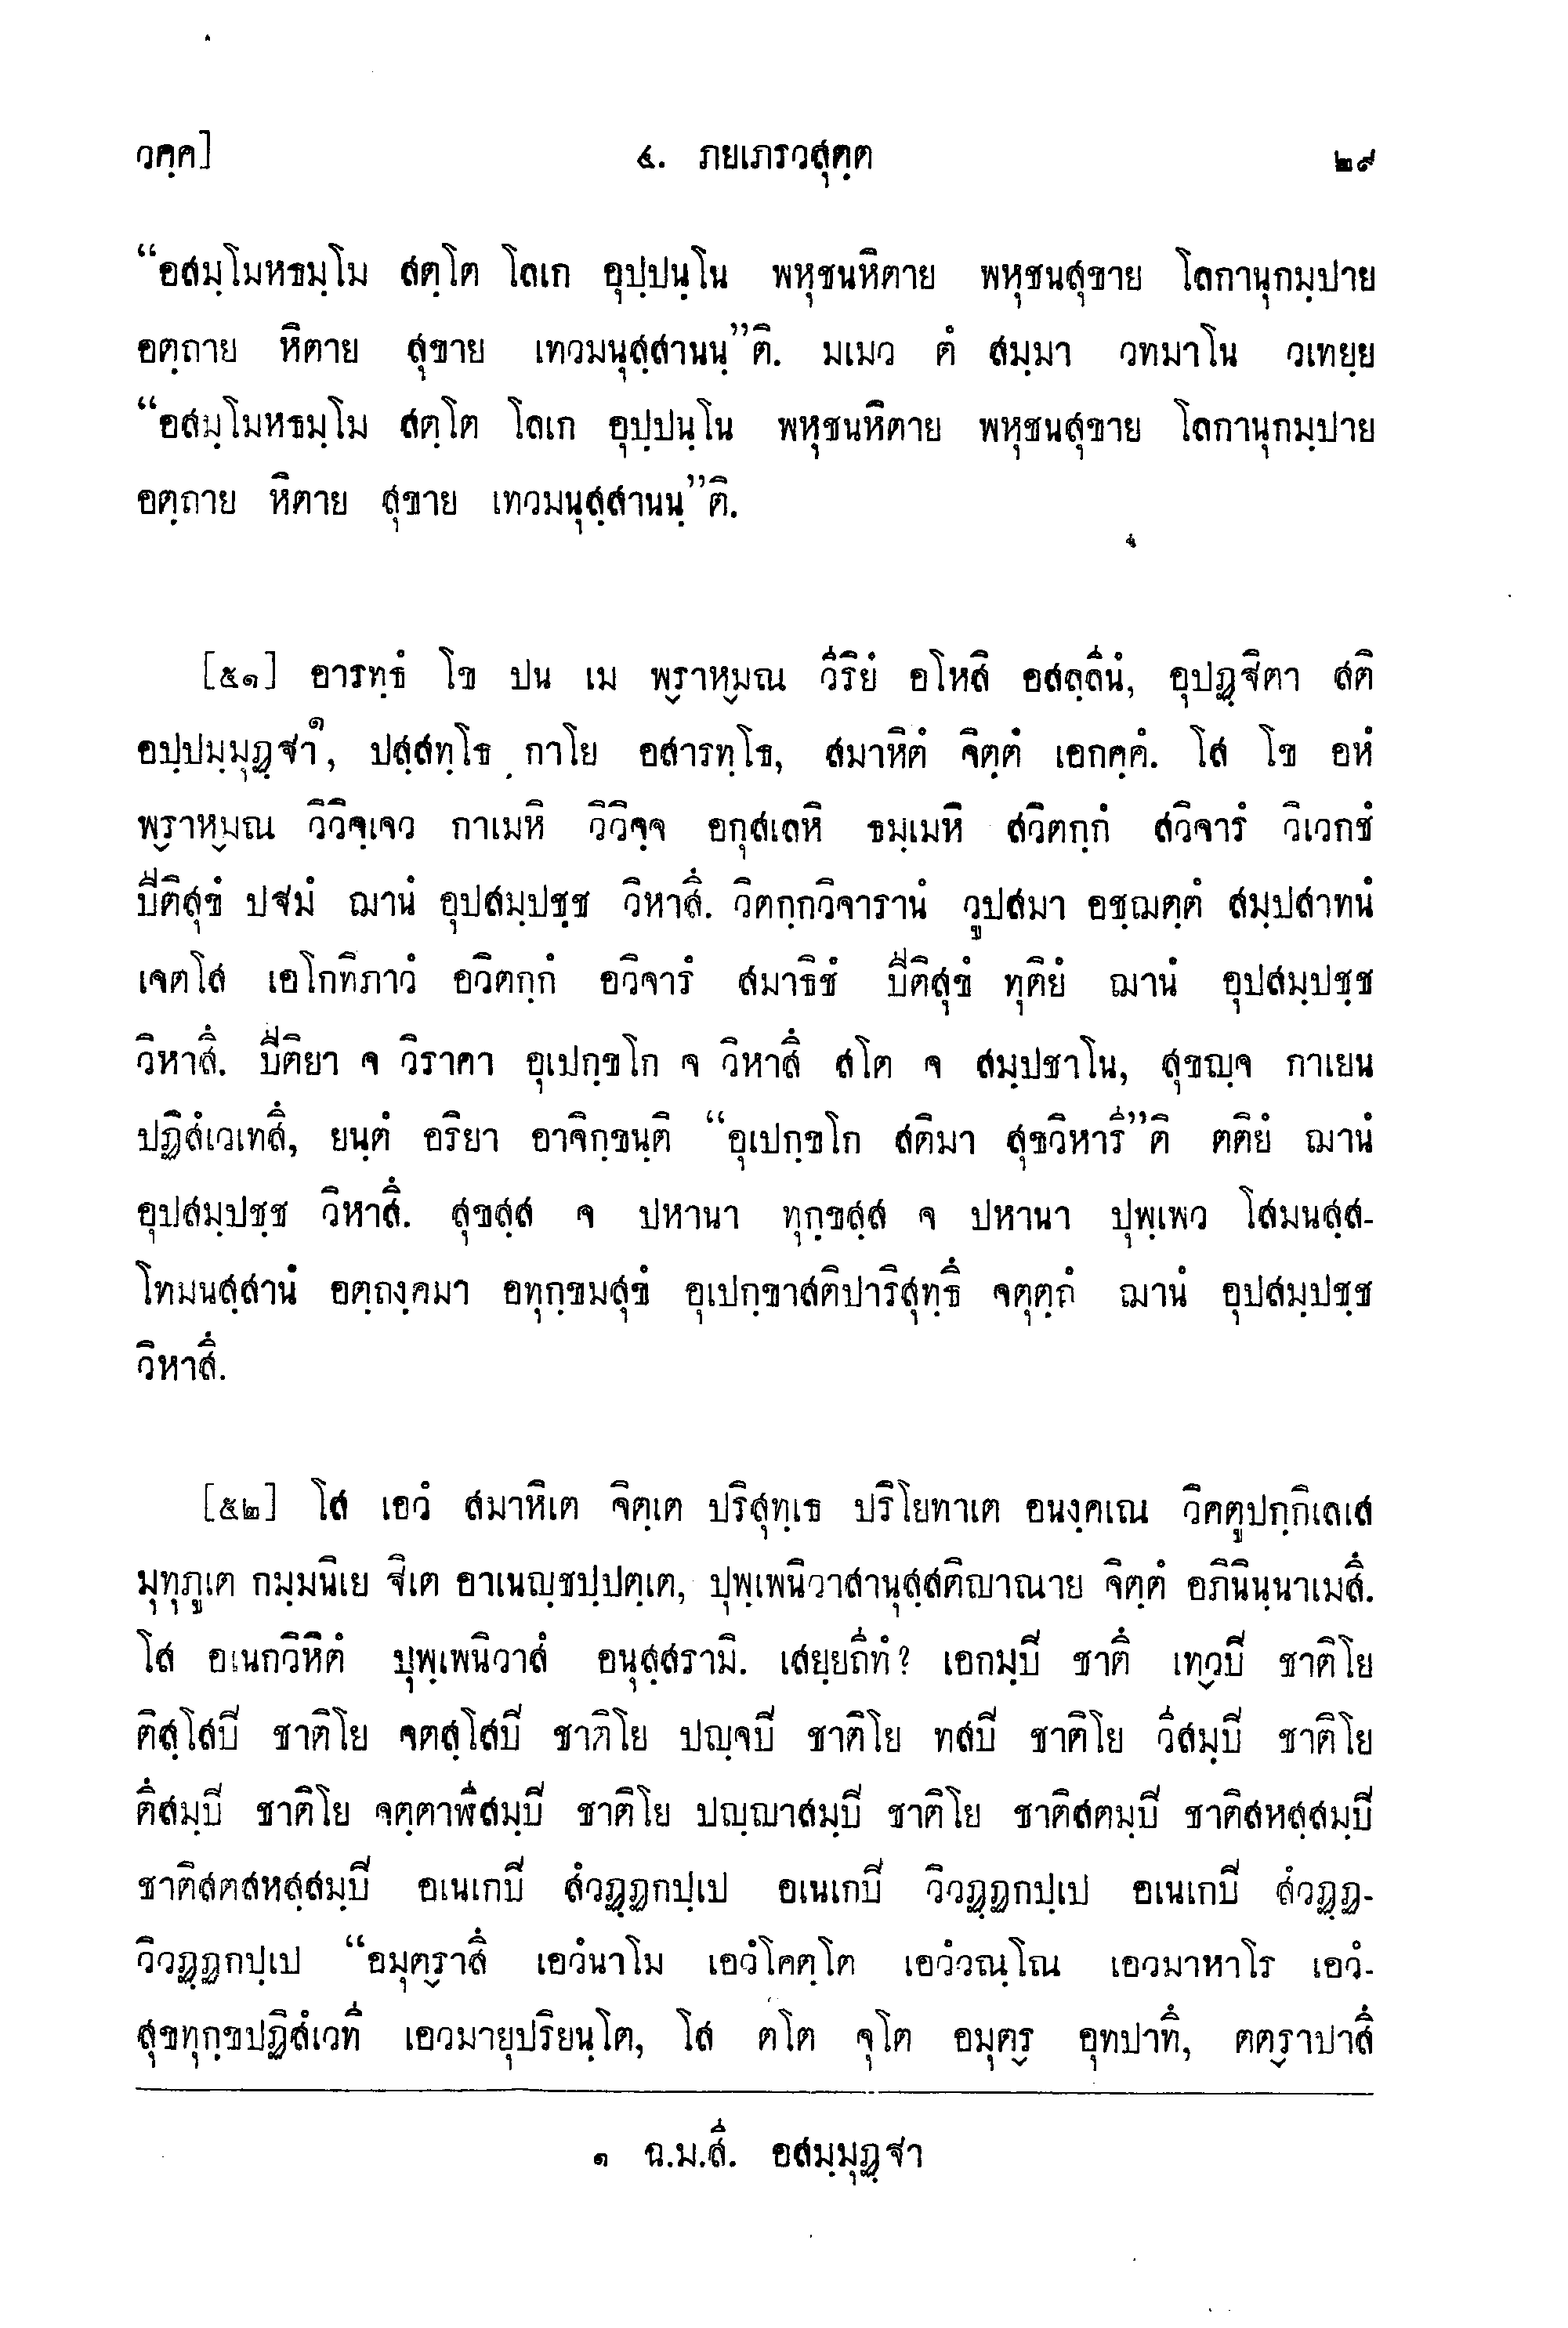 วคฺค]
๔. ภยเภรวสุตฺต
๒๙
“อสมฺโมหธมฺโม สตฺโต โลเก อุปฺปนฺโน พหุชนหิตาย พหุชนสุขาย โลกานุกมฺปาย
อตฺถาย หิตาย สุขาย เทวมนุสฺสานนฺ”ติ. มเมว ตํ สมฺมา วทมาโน วเทยฺย
“อสมฺโมหธมฺโม สตฺโต โลเก อุปฺปนฺโน พหุชนหิตาย พหุชนสุขาย โลกานุกมฺปาย
อตฺถาย หิตาย สุขาย เทวมนุสฺสานนฺ”ติ.
[๕๑] อารทฺธํ โข ปน เม พฺราหฺมณ วีริยํ อโหสิ อสลฺลีนํ, อุปฏฺฐิตา สติ
อปฺปมฺมุฏฺฐา๑, ปสฺสทฺโธ กาโย อสารทฺโธ, สมาหิตํ จิตฺตํ เอกคฺคํ. โส โข อหํ
พฺราหฺมณ วิวิจฺเจว กาเมหิ วิวิจฺจ อกุสเลหิ ธมฺเมหิ สวิตกฺกํ สวิจารํ วิเวกชํ
ปีติสุขํ ปฐมํ ฌานํ อุปสมฺปชฺช วิหาสึ. วิตกฺกวิจารานํ วูปสมา อชฺฌตฺตํ สมฺปสาทนํ
เจตโส เอโกทิภาวํ อวิตกฺกํ อวิจารํ สมาธิชํ ปีติสุขํ ทุติยํ ฌานํ อุปสมฺปชฺช
วิหาสึ. ปีติยา จ วิราคา อุเปกฺขโก จ วิหาสึ สโต จ สมฺปชาโน, สุขญฺจ กาเยน
ปฏิสํเวเทสึ, ยนฺตํ อริยา อาจิกฺขนฺติ “อุเปกฺขโก สติมา สุขวิหารี”ติ ตติยํ ฌานํ
อุปสมฺปชฺช วิหาสึ. สุขสฺส จ ปหานา ทุกฺขสฺส จ ปหานา ปุพฺเพว โสมนสฺส-
โทมนสฺสานํ อตฺถงฺคมา อทุกฺขมสุขํ อุเปกฺขาสติปาริสุทฺธึ จตุตฺถํ ฌานํ อุปสมฺปชฺช
วิหาสึ.
[๕๒] โส เอวํ สมาหิเต จิตฺเต ปริสุทฺเธ ปริโยทาเต อนงฺคเณ วิคตูปกฺกิเลเส
มุทุภูเต กมฺมนิเย ฐิเต อาเนญฺชปฺปตฺเต, ปุพฺเพนิวาสานุสฺสติญาณาย จิตฺตํ อภินินฺนาเมสึ.
โส อเนกวิหิตํ ปุพฺเพนิวาสํ อนุสฺสรามิ. เสยฺยถีทํ? เอกมฺปิ ชาตึ เทฺวปิ ชาติโย
ติสฺโสปิ ชาติโย จตสฺโสปิ ชาติโย ปญฺจปิ ชาติโย ทสปิ ชาติโย วีสมฺปิ ชาติโย
ตึสมฺปิ ชาติโย จตฺตาฬีสมฺปิ ชาติโย ปญฺญาสมฺปิ ชาติโย ชาติสตมฺปิ ชาติสหสฺสมฺปิ
ชาติสตสหสฺสมฺปิ อเนเกปิ สํวฏฺฏกปฺเป อเนเกปิ วิวฏฺฏกปฺเป อเนเกปิ สํวฏฺฏ-
วิวฏฺฏกปฺเป “อมุตฺราสึ เอวํนาโม เอวํโคตฺโต เอวํวณฺโณ เอวมาหาโร เอวํ-
สุขทุกฺขปฏิสํเวที เอวมายุปริยนฺโต, โส ตโต จุโต อมุตฺร อุทปาทึ, ตตฺราปาสึ
๑ ฉ.ม.สี. อสมฺมุฏฺฐา